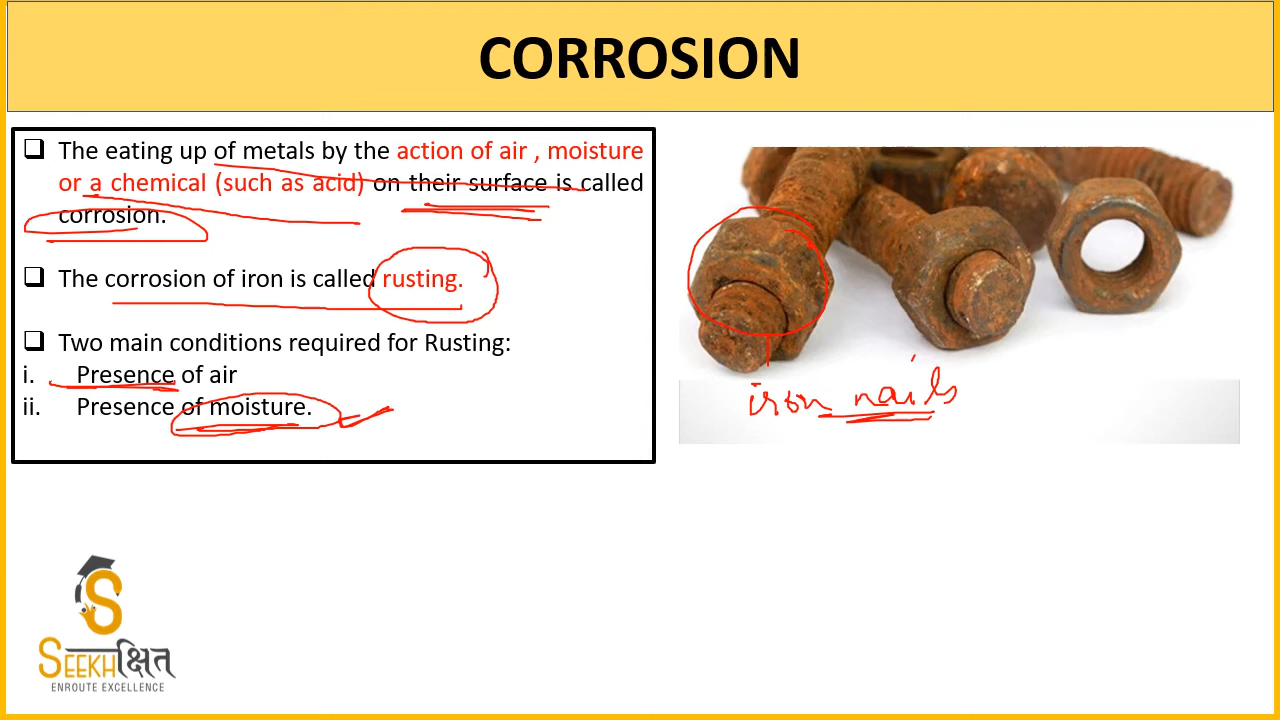 CORROSION
The eating up of metals by the action of air , moisture
or a chemical (such as acid) on their surface is called
corrosion.
The corrosion of iron is called rusting.
Two main conditions required for Rusting:
i. Presence of air
ii. Presence of moisture.
iron nails
S
SEEKHक्षित
ENROUTE EXCELLENCE